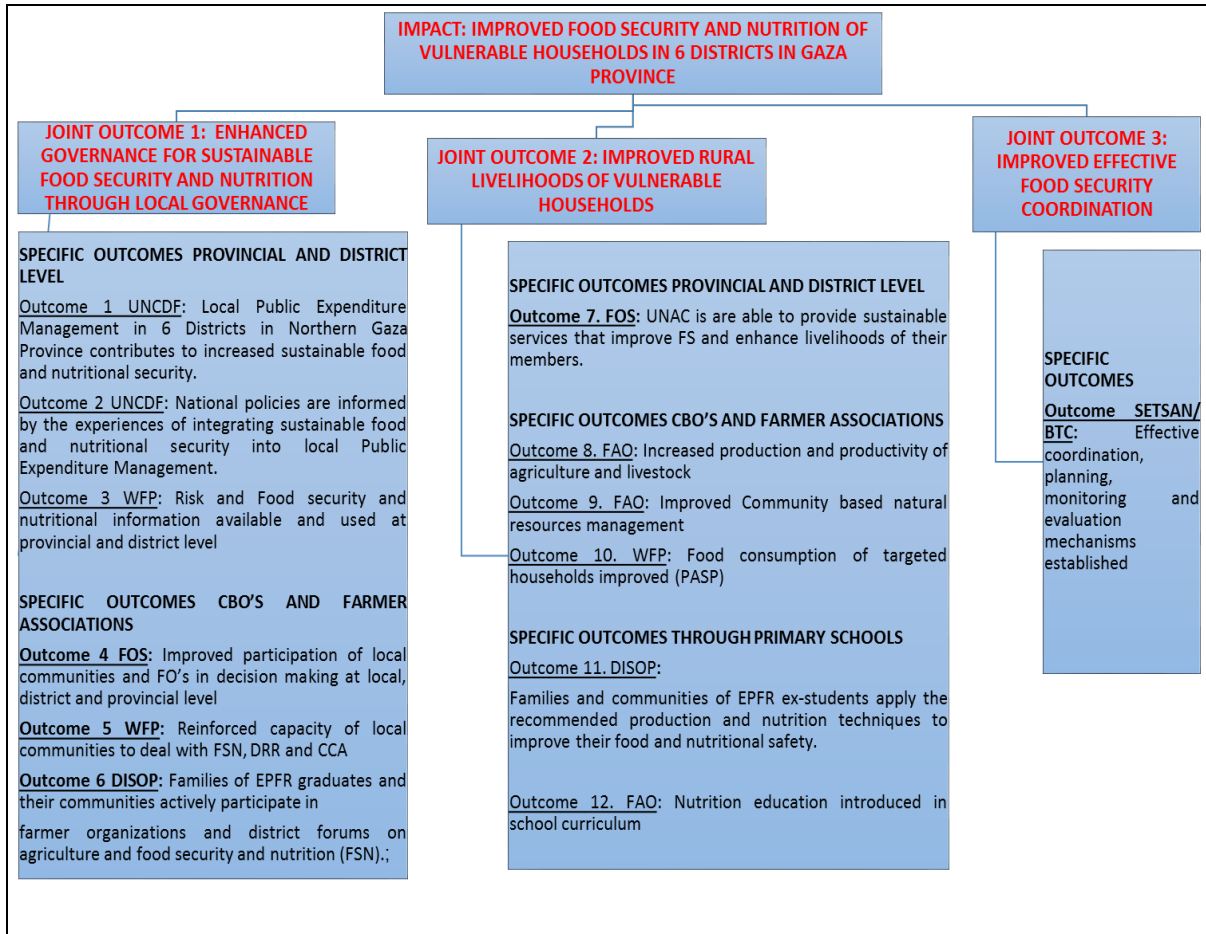 IMPACT: IMPROVED FOOD SECURITY AND NUTRITION OF
VULNERABLE HOUSEHOLDS IN 6 DISTRICTS IN GAZA
PROVINCE
JOINT OUTCOME 1: ENHANCED
GOVERNANCE FOR SUSTAINABLE
FOOD SECURITY AND NUTRITION
THROUGH LOCAL GOVERNANCE
SPECIFIC OUTCOMES PROVINCIAL AND DISTRICT
LEVEL
Outcome 1 UNCDF: Local Public Expenditure
Management in 6 Districts in Northern Gaza
Province contributes to increased sustainable food
and nutritional security.
Outcome 2 UNCDF: National policies are informed
by the experiences of integrating sustainable food
and nutritional security into local Public
Expenditure Management.
Outcome 3 WFP: Risk and Food security and
nutritional information available and used at
provincial and district level
SPECIFIC OUTCOMES CBO'S AND FARMER
ASSOCIATIONS
Outcome 4 FOS: Improved participation of local
communities and FO's in decision making at local,
district and provincial level
Outcome 5 WFP: Reinforced capacity of local
communities to deal with FSN, DRR and CCA
Outcome 6 DISOP: Families of EPFR graduates and
their communities actively participate in
farmer organizations and district forums on
agriculture and food security and nutrition (FSN).;
JOINT OUTCOME 2: IMPROVED RURAL
LIVELIHOODS OF VULNERABLE
HOUSEHOLDS
SPECIFIC OUTCOMES PROVINCIAL AND DISTRICT LEVEL
Outcome 7. FOS: UNAC is are able to provide sustainable
services that improve FS and enhance livelihoods of their
members.
SPECIFIC OUTCOMES CBO'S AND FARMER ASSOCIATIONS
Outcome 8. FAO: Increased production and productivity of
agriculture and livestock
Outcome 9. FAO: Improved Community based natural
resources management
Outcome 10. WFP: Food consumption of targeted
households improved (PASP)
SPECIFIC OUTCOMES THROUGH PRIMARY SCHOOLS
Outcome 11. DISOP:
Families and communities of EPFR ex-students apply the
recommended production and nutrition techniques to
improve their food and nutritional safety.
Outcome 12. FAO: Nutrition education introduced in
school curriculum
JOINT OUTCOME 3:
IMPROVED EFFECTIVE
FOOD SECURITY
COORDINATION
SPECIFIC
OUTCOMES
Outcome SETSAN/
BTC: Effective
coordination,
planning,
monitoring and
evaluation
mechanisms
established